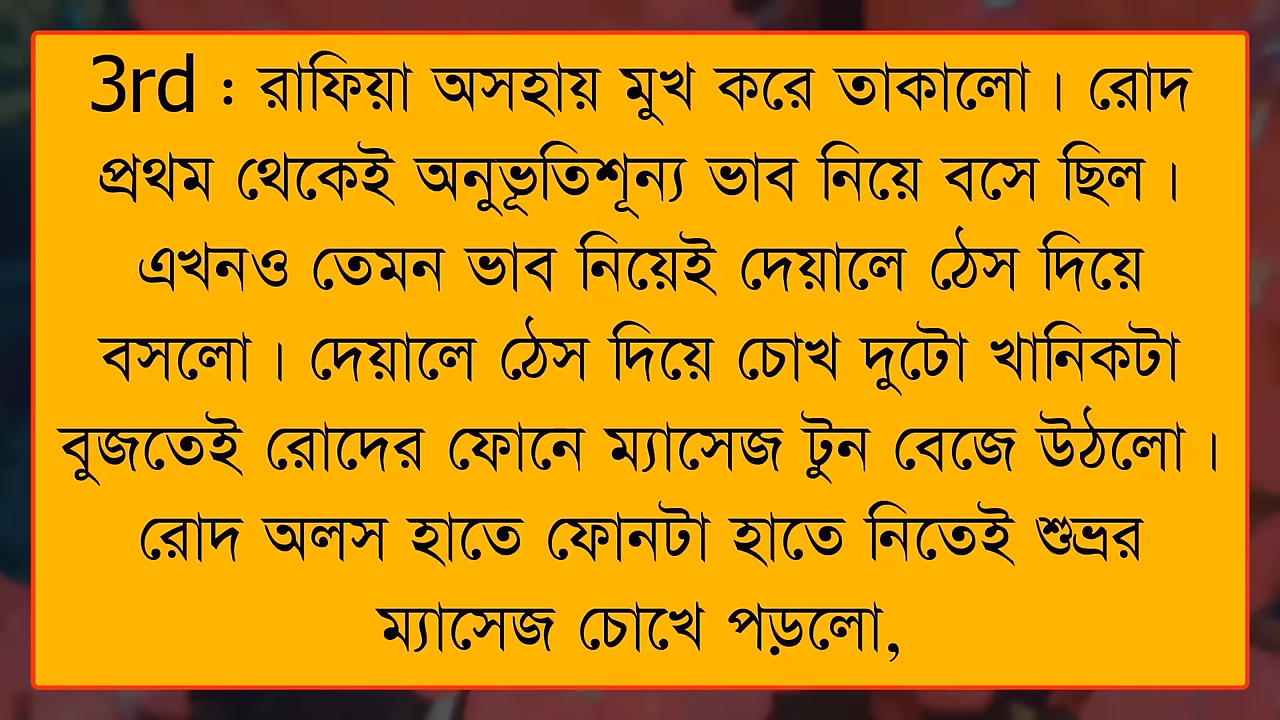 3rd : রাফিয়া অসহায় মুখ করে তাকালো। রোদ
প্রথম থেকেই অনুভূতিশূন্য ভাব নিয়ে বসে ছিল।
এখনও তেমন ভাব নিয়েই দেয়ালে ঠেস দিয়ে
বসলো। দেয়ালে ঠেস দিয়ে চোখ দুটো খানিকটা
বুজতেই রোদের ফোনে ম্যাসেজ টুন বেজে উঠলো।
রোদ অলস হাতে ফোনটা হাতে নিতেই শুভ্রর
ম্যাসেজ চোখে পড়লো,